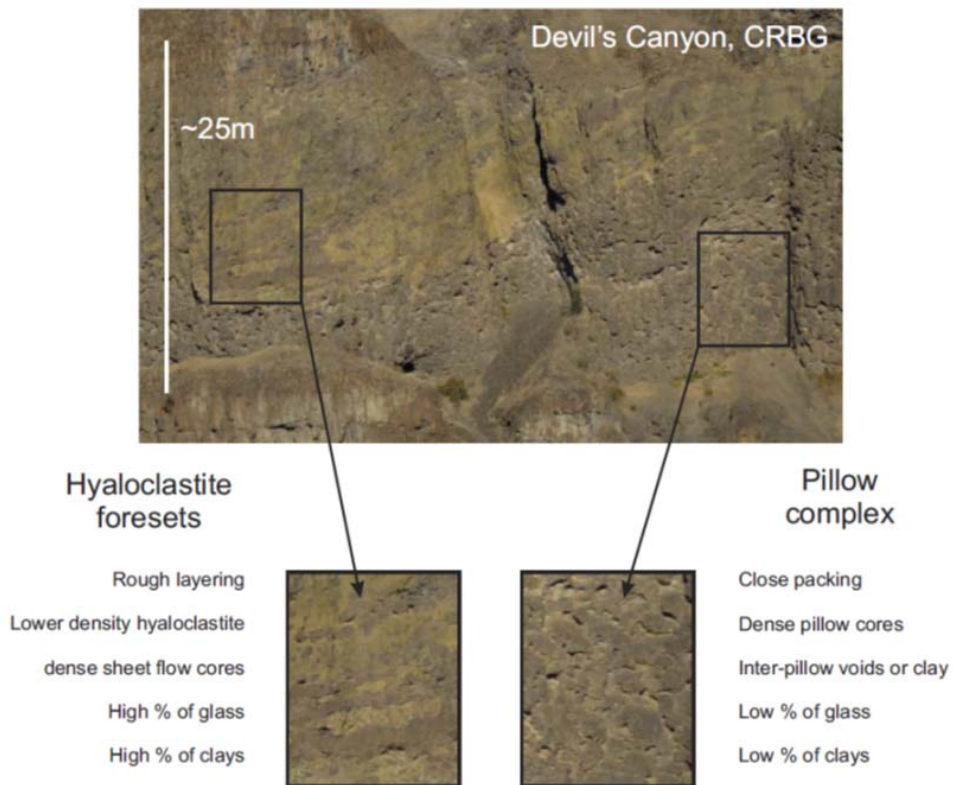 Devil's Canyon, CRBG
~25m
Hyaloclastite
foresets
Rough layering
Lower density hyaloclastite
dense sheet flow cores
High % of glass
High % of clays
Pillow
complex
Close packing
Dense pillow cores
Inter-pillow voids or clay
Low % of glass
Low % of clays